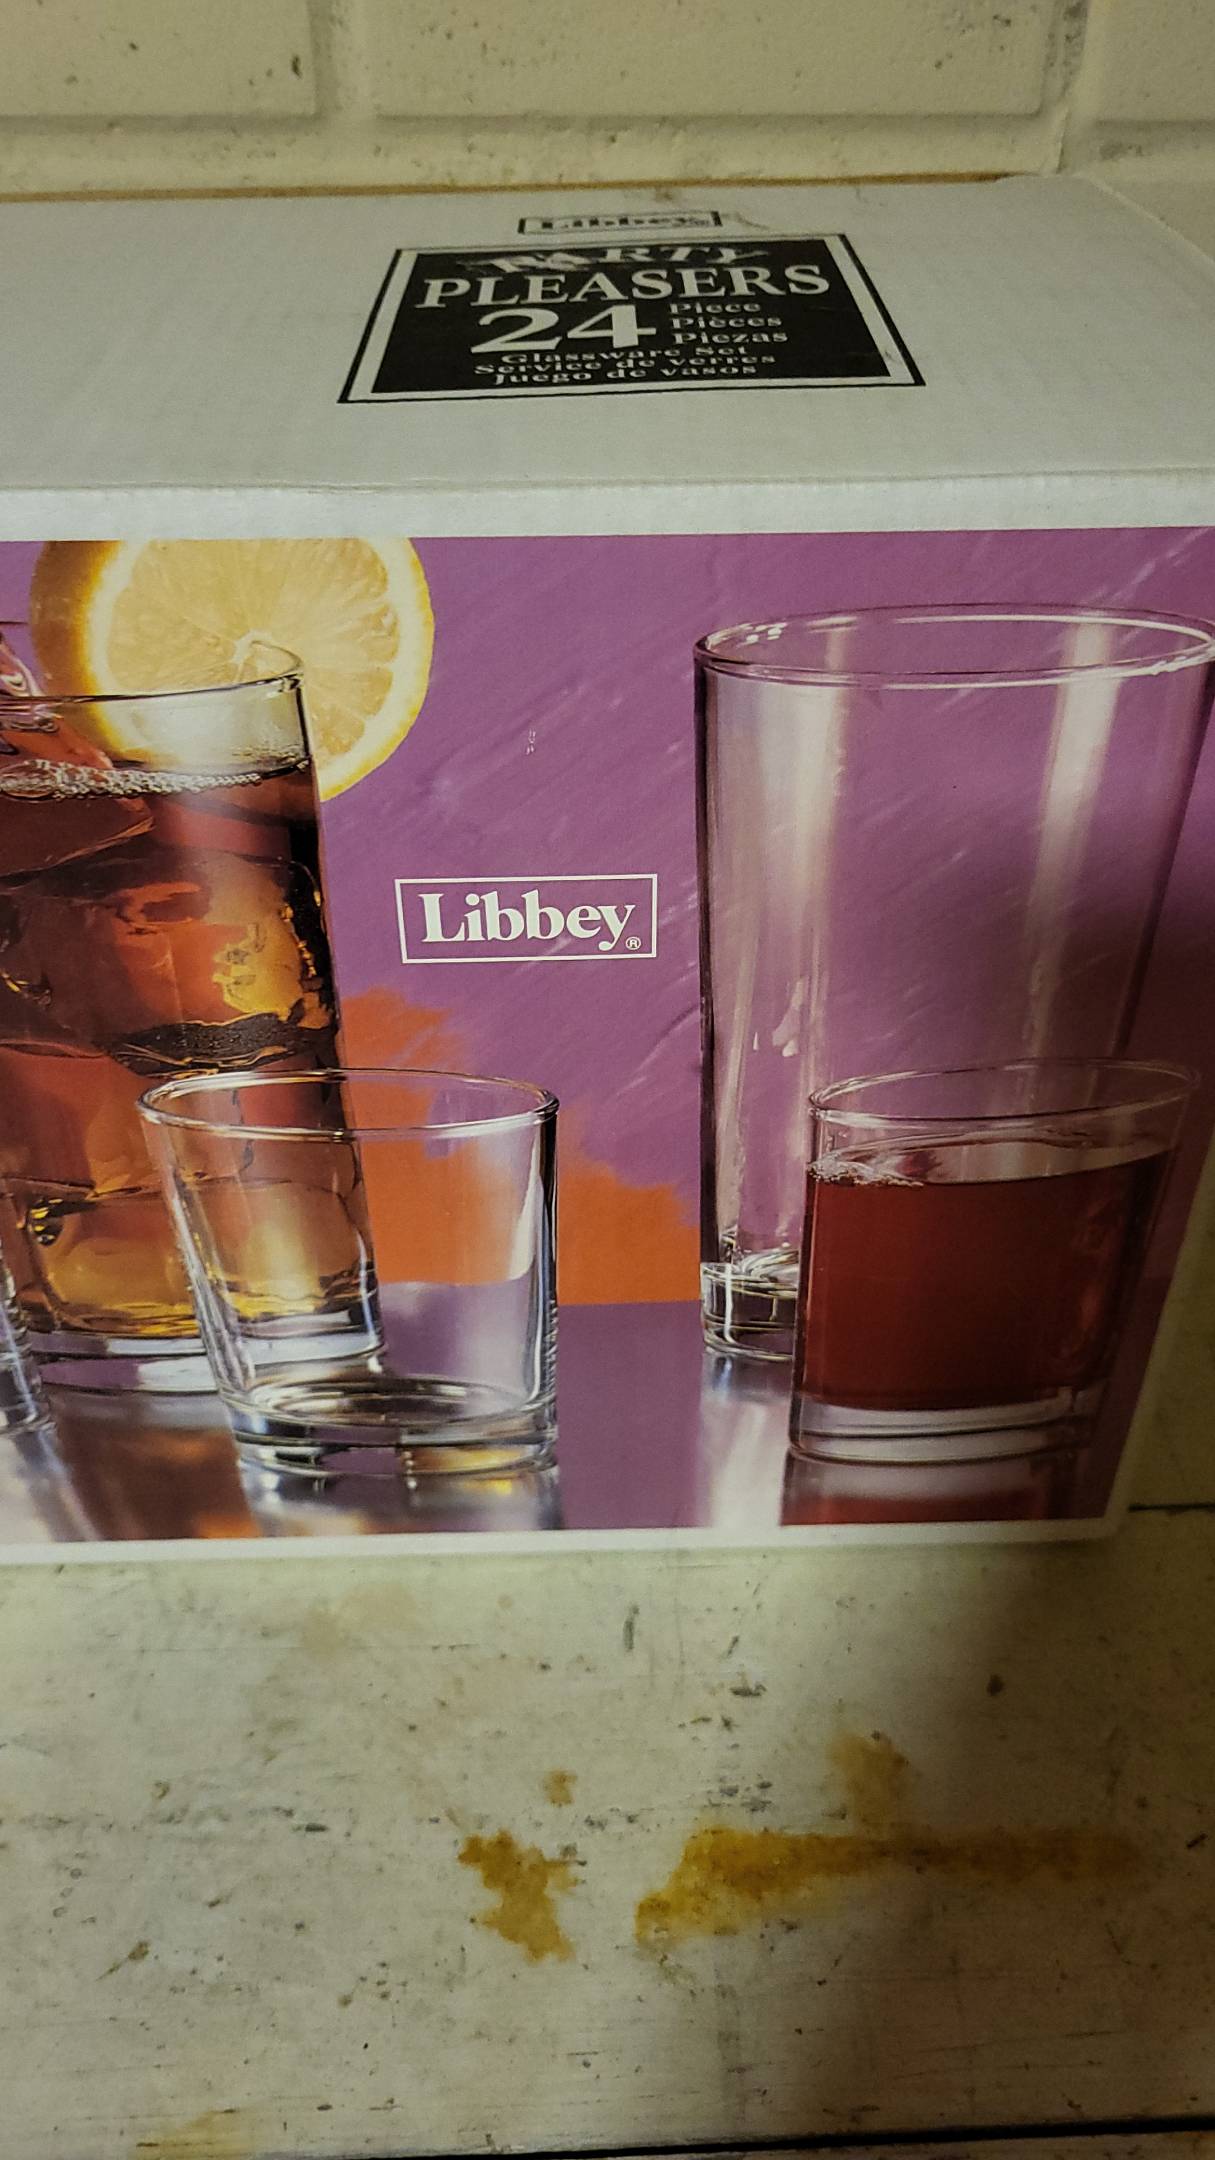 Libbey®
PARTY
PLEASERS
24
Piece
Pièces
Piezas
Glassware Set
Service de verres
Juego de vasos
Libbey®